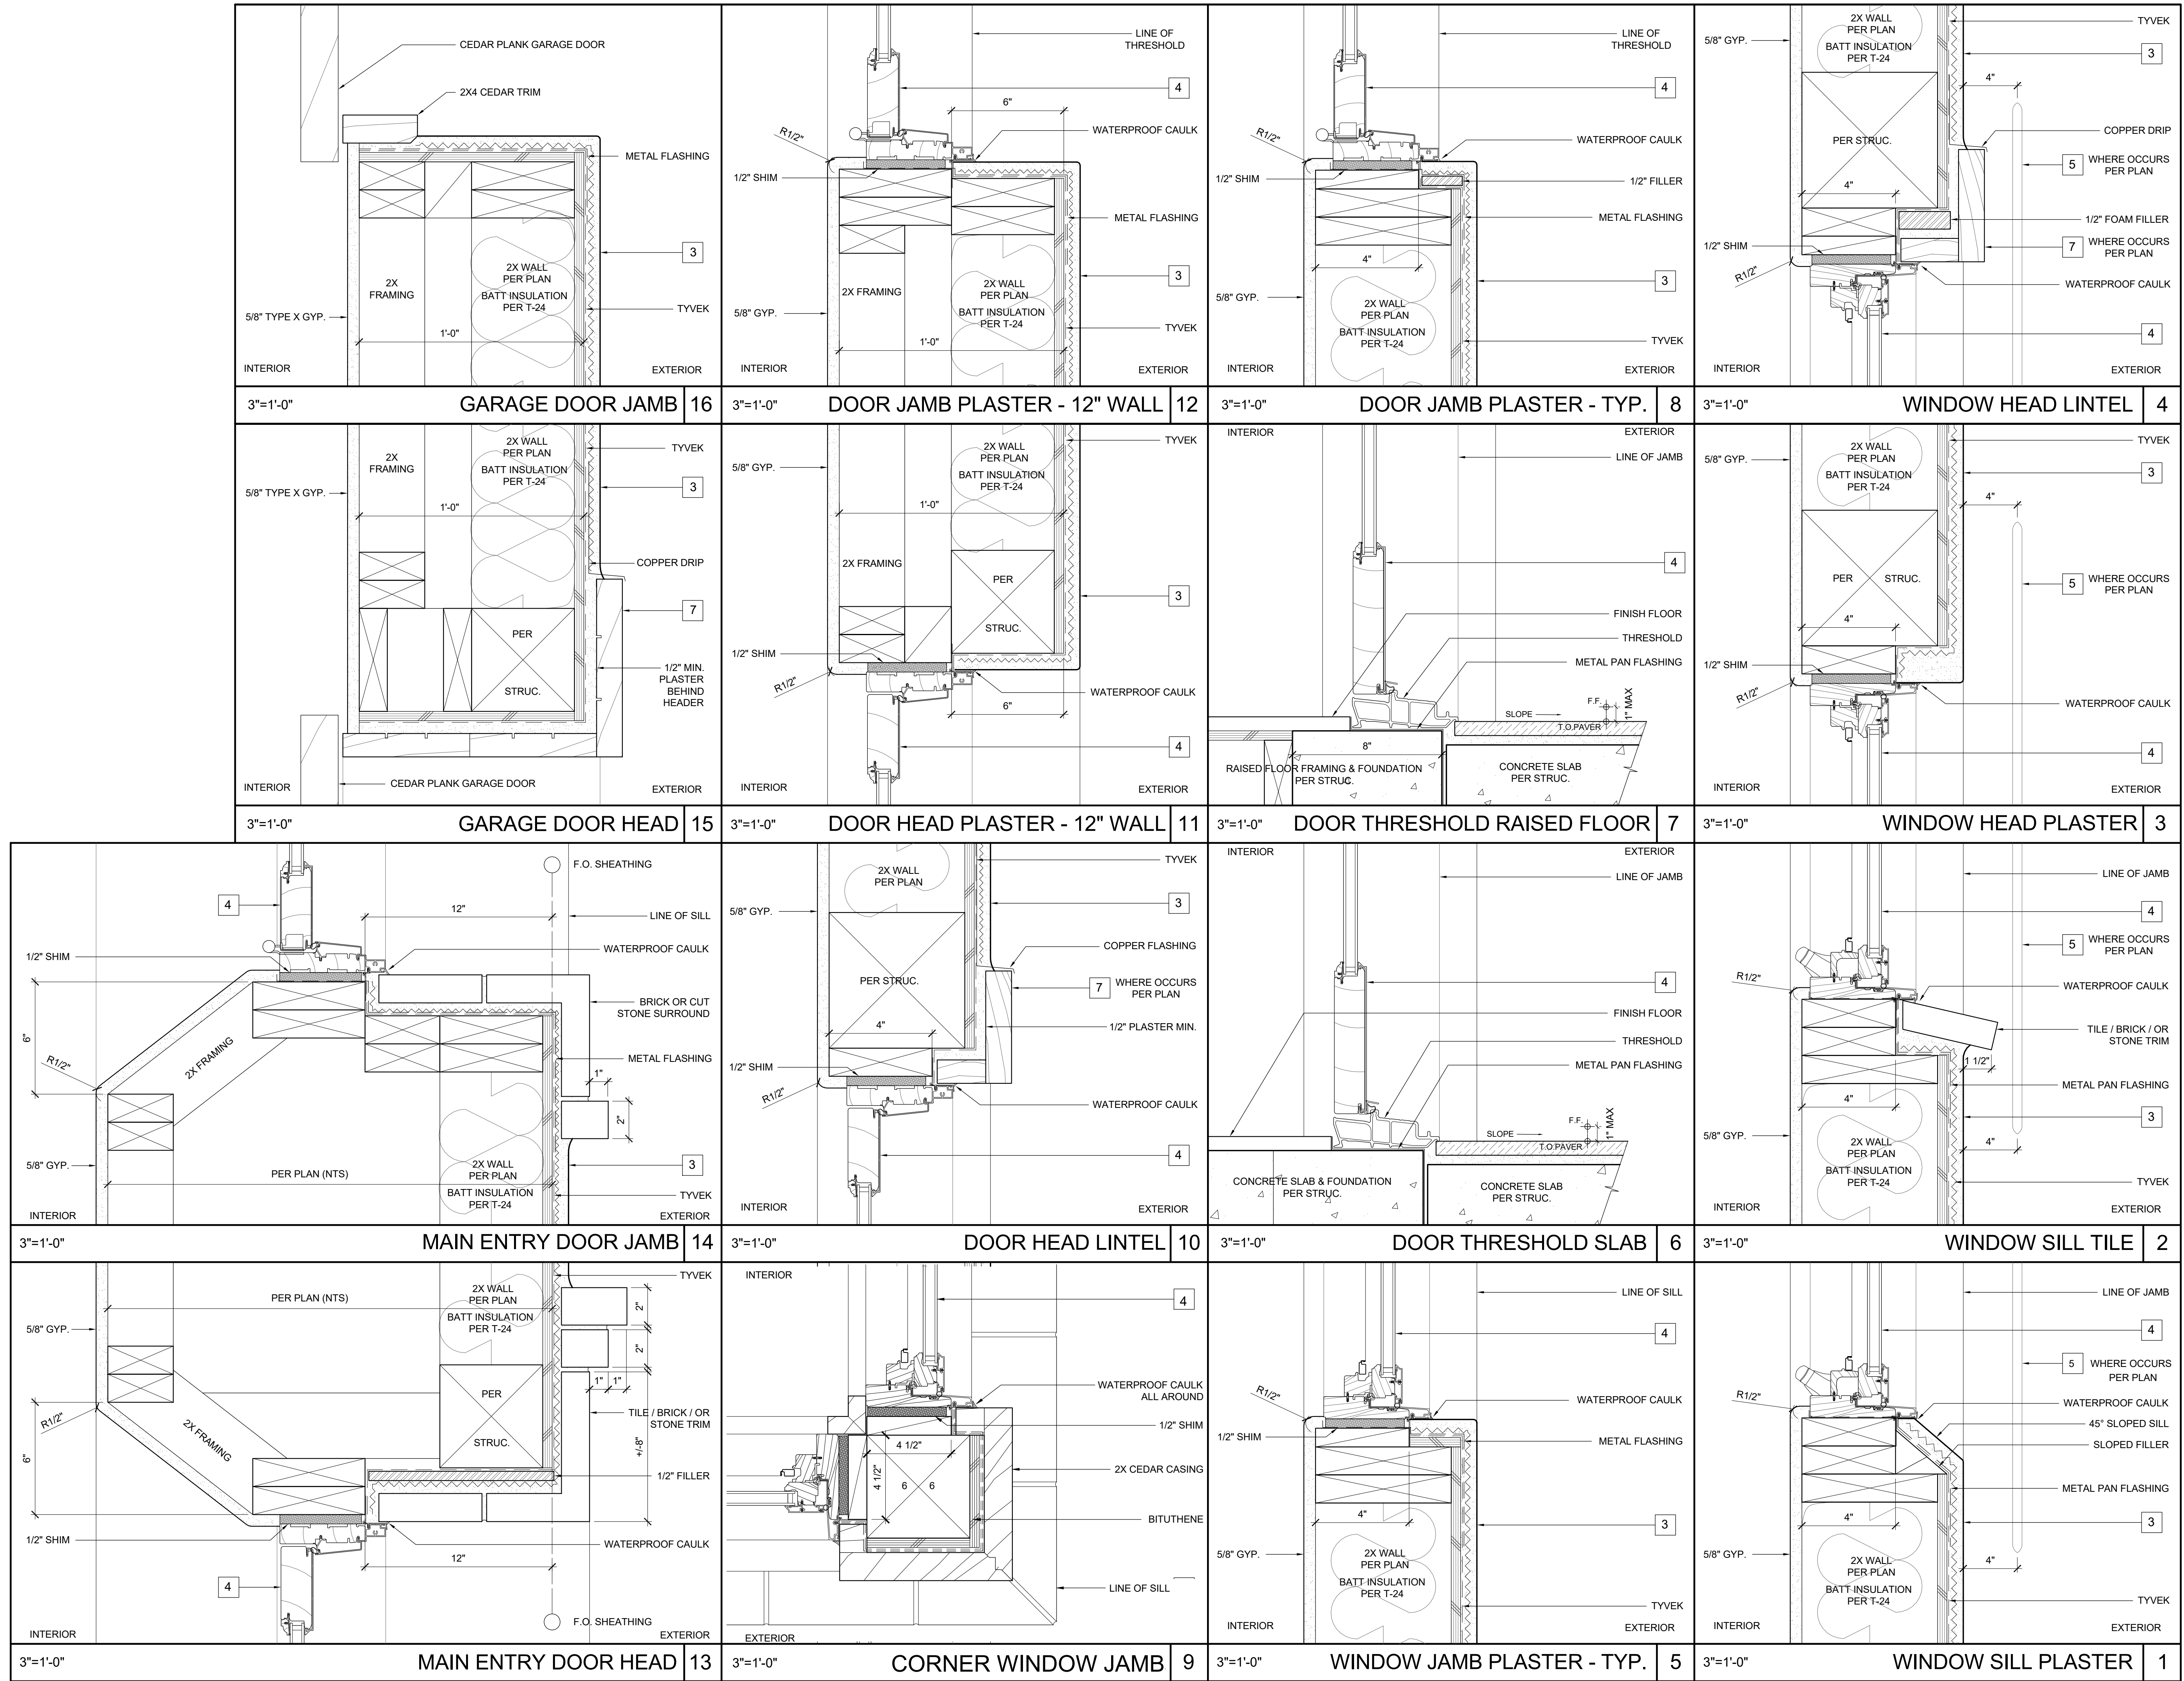 CEDAR PLANK GARAGE DOOR
2X4 CEDAR TRIM
METAL FLASHING
3
2X
FRAMING
2X WALL
PER PLAN
BATT INSULATION
PER T-24
5/8" TYPE X GYP.
TYVEK
1'-0"
INTERIOR
EXTERIOR
3"=1'-0"
GARAGE DOOR JAMB
16
LINE OF
THRESHOLD
4
6"
R1/2"
WATERPROOF CAULK
1/2" SHIM
METAL FLASHING
3
2X FRAMING
2X WALL
PER PLAN
BATT INSULATION
PER T-24
5/8" GYP.
TYVEK
1'-0"
INTERIOR
EXTERIOR
3"=1'-0"
DOOR JAMB PLASTER - 12" WALL
12
LINE OF
THRESHOLD
4
R1/2"
WATERPROOF CAULK
1/2" SHIM
1/2" FILLER
METAL FLASHING
4"
3
5/8" GYP.
2X WALL
PER PLAN
BATT INSULATION
PER T-24
TYVEK
INTERIOR
EXTERIOR
3"=1'-0"
DOOR JAMB PLASTER - TYP.
8
2X WALL
PER PLAN
BATT INSULATION
PER T-24
TYVEK
5/8" GYP.
3
4"
COPPER DRIP
PER STRUC.
5
WHERE OCCURS
PER PLAN
4"
1/2" FOAM FILLER
1/2" SHIM
7
WHERE OCCURS
PER PLAN
R1/2"
WATERPROOF CAULK
4
INTERIOR
EXTERIOR
3"=1'-0"
WINDOW HEAD LINTEL
4
2X
FRAMING
2X WALL
PER PLAN
BATT INSULATION
PER T-24
TYVEK
5/8" TYPE X GYP.
3
1'-0"
COPPER DRIP
7
PER
STRUC.
1/2" MIN.
PLASTER
BEHIND
HEADER
CEDAR PLANK GARAGE DOOR
INTERIOR
EXTERIOR
3"=1'-0"
GARAGE DOOR HEAD
15
TYVEK
2X WALL
PER PLAN
BATT INSULATION
PER T-24
5/8" GYP.
1'-0"
2X FRAMING
PER
STRUC.
3
1/2" SHIM
R1/2"
WATERPROOF CAULK
6"
4
INTERIOR
EXTERIOR
3"=1'-0"
DOOR HEAD PLASTER - 12" WALL
11
INTERIOR
EXTERIOR
LINE OF JAMB
4
FINISH FLOOR
THRESHOLD
METAL PAN FLASHING
F.F.
1" MAX
SLOPE
T.O.PAVER
8"
RAISED FLOOR FRAMING & FOUNDATION
PER STRUC.
CONCRETE SLAB
PER STRUC.
3"=1'-0"
DOOR THRESHOLD RAISED FLOOR
7
2X WALL
PER PLAN
BATT INSULATION
PER T-24
TYVEK
5/8" GYP.
3
4"
PER
STRUC.
5
WHERE OCCURS
PER PLAN
4"
1/2" SHIM
R1/2"
WATERPROOF CAULK
4
INTERIOR
EXTERIOR
3"=1'-0"
WINDOW HEAD PLASTER
3
F.O. SHEATHING
4
12"
LINE OF SILL
WATERPROOF CAULK
1/2" SHIM
BRICK OR CUT
STONE SURROUND
6"
2X FRAMING
METAL FLASHING
R1/2"
1"
2"
5/8" GYP.
PER PLAN (NTS)
2X WALL
PER PLAN
BATT INSULATION
PER T-24
3
TYVEK
INTERIOR
EXTERIOR
3"=1'-0"
MAIN ENTRY DOOR JAMB
14
TYVEK
2X WALL
PER PLAN
5/8" GYP.
3
COPPER FLASHING
PER STRUC.
7
WHERE OCCURS
PER PLAN
4"
1/2" PLASTER MIN.
1/2" SHIM
R1/2"
WATERPROOF CAULK
4
INTERIOR
EXTERIOR
3"=1'-0"
DOOR HEAD LINTEL
10
INTERIOR
EXTERIOR
LINE OF JAMB
4
FINISH FLOOR
THRESHOLD
METAL PAN FLASHING
F.F.
1" MAX
SLOPE
T.O.PAVER
CONCRETE SLAB & FOUNDATION
PER STRUC.
CONCRETE SLAB
PER STRUC.
3"=1'-0"
DOOR THRESHOLD SLAB
6
LINE OF JAMB
4
5
WHERE OCCURS
PER PLAN
R1/2"
WATERPROOF CAULK
TILE / BRICK / OR
STONE TRIM
1 1/2"
METAL PAN FLASHING
4"
3
5/8" GYP.
4"
2X WALL
PER PLAN
BATT INSULATION
PER T-24
TYVEK
INTERIOR
EXTERIOR
3"=1'-0"
WINDOW SILL TILE
2
TYVEK
2X WALL
PER PLAN
BATT INSULATION
PER T-24
PER PLAN (NTS)
5/8" GYP.
2"
2"
1"
1"
PER
STRUC.
TILE / BRICK / OR
STONE TRIM
+/-8"
R1/2"
2X FRAMING
6"
1/2" FILLER
1/2" SHIM
WATERPROOF CAULK
12"
4
F.O. SHEATHING
INTERIOR
EXTERIOR
3"=1'-0"
MAIN ENTRY DOOR HEAD
13
INTERIOR
4
WATERPROOF CAULK
ALL AROUND
1/2" SHIM
4 1/2"
4 1/2"
6
6
2X CEDAR CASING
BITUTHENE
LINE OF SILL
EXTERIOR
3"=1'-0"
CORNER WINDOW JAMB
9
LINE OF SILL
4
R1/2"
WATERPROOF CAULK
1/2" SHIM
METAL FLASHING
4"
3
5/8" GYP.
2X WALL
PER PLAN
BATT INSULATION
PER T-24
TYVEK
INTERIOR
EXTERIOR
3"=1'-0"
WINDOW JAMB PLASTER - TYP.
5
LINE OF JAMB
4
5
WHERE OCCURS
PER PLAN
R1/2"
WATERPROOF CAULK
45° SLOPED SILL
SLOPED FILLER
METAL PAN FLASHING
4"
3
5/8" GYP.
4"
2X WALL
PER PLAN
BATT INSULATION
PER T-24
TYVEK
INTERIOR
EXTERIOR
3"=1'-0"
WINDOW SILL PLASTER
1